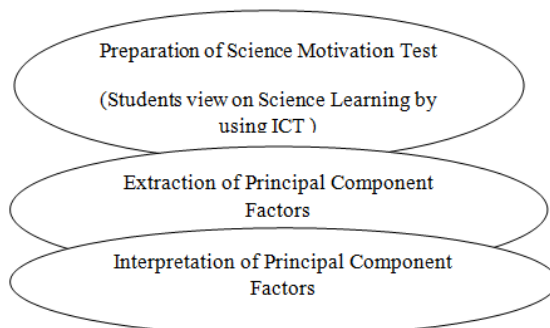 Preparation of Science Motivation Test
(Students view on Science Learning by
using ICT )
Extraction of Principal Component
Factors
Interpretation of Principal Component
Factors